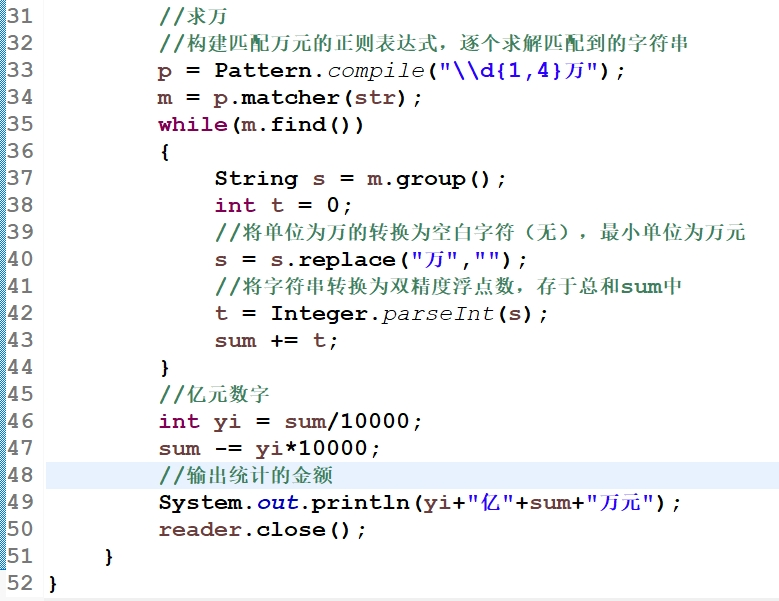 31 //求万
32 //构建匹配万元的正则表达式，逐个求解匹配到的字符串
33 p = Pattern.compile("\\d{1,4}万");
34 m = p.matcher(str);
35 while(m.find())
36 {
37 String s = m.group();
38 int t = 0;
39 //将单位为万的转换为空白字符（无），最小单位为万元
40 s = s.replace("万","");
41 //将字符串转换为双精度浮点数，存于总和sum中
42 t = Integer.parseInt(s);
43 sum += t;
44 }
45 //亿元数字
46 int yi = sum/10000;
47 sum -= yi*10000;
48 //输出统计的金额
49 System.out.println(yi+"亿"+sum+"万元");
50 reader.close();
51 }
52 }